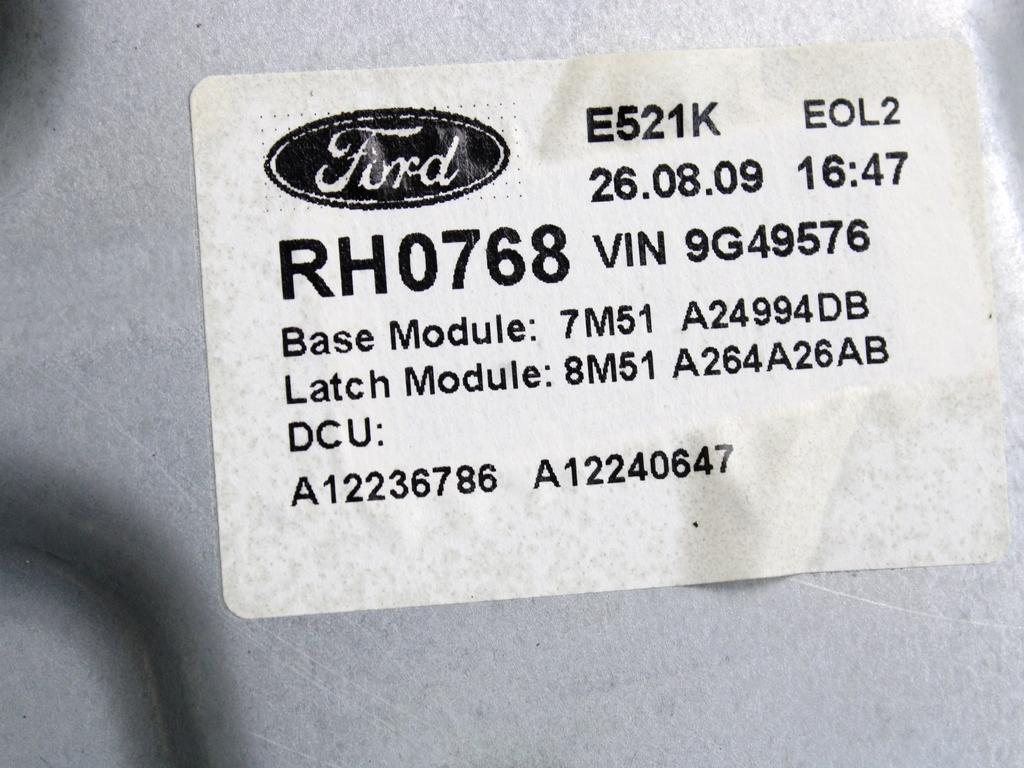 Ford
E521K EOL2
26.08.09 16:47
RH0768 VIN 9G49576
Base Module: 7M51 A24994DB
Latch Module: 8M51 A264A26AB
DCU:
A12236786 A12240647